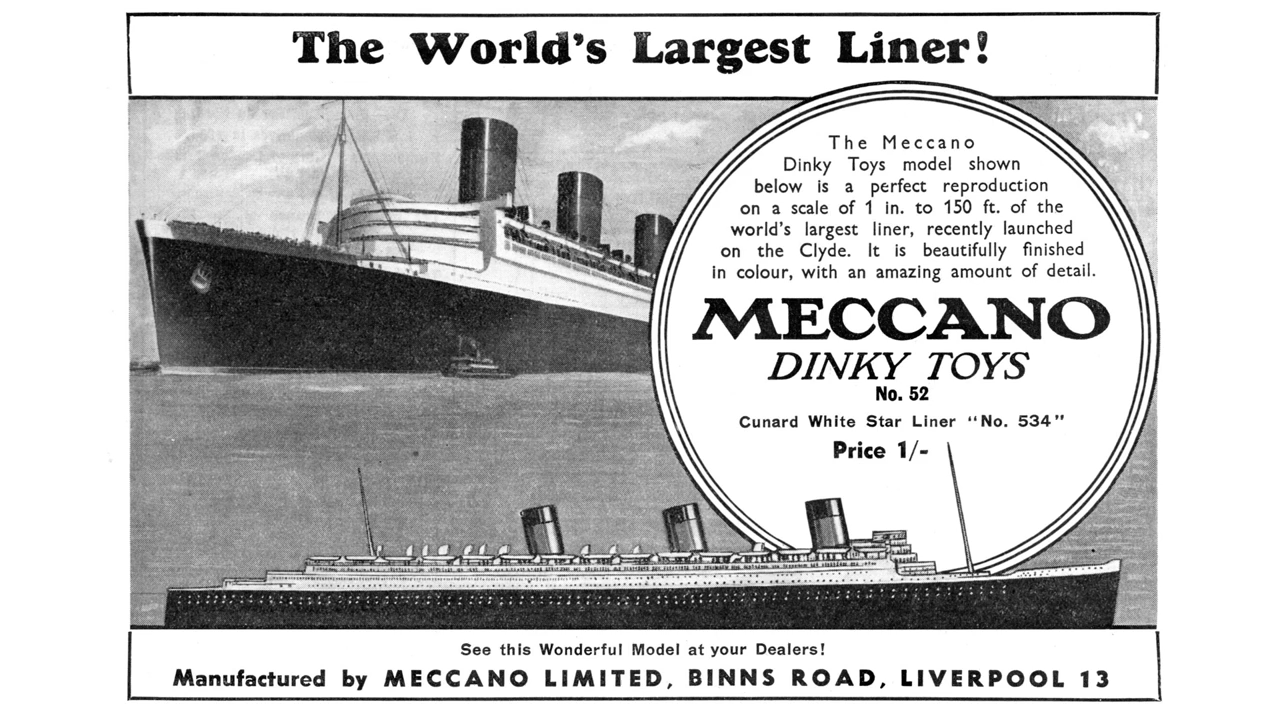 The World's Largest Liner!
The Meccano
Dinky Toys model shown
below is a perfect reproduction
on a scale of 1 in. to 150 ft. of the
world's largest liner, recently launched
on the Clyde. It is beautifully finished
in colour, with an amazing amount of detail.
MECCANO
DINKY TOYS
No. 52
Cunard White Star Liner "No. 534"
Price 1/-
See this Wonderful Model at your Dealers!
Manufactured by MECCANO LIMITED, BINNS ROAD, LIVERPOOL 13